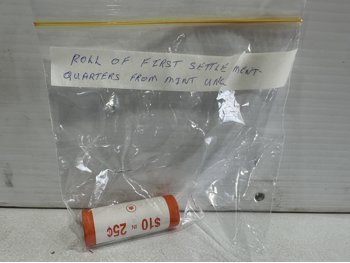 ROLL OF FIRST SETTLEMENT
QUARTERS FROM MINT UNC
$10 IN 25¢